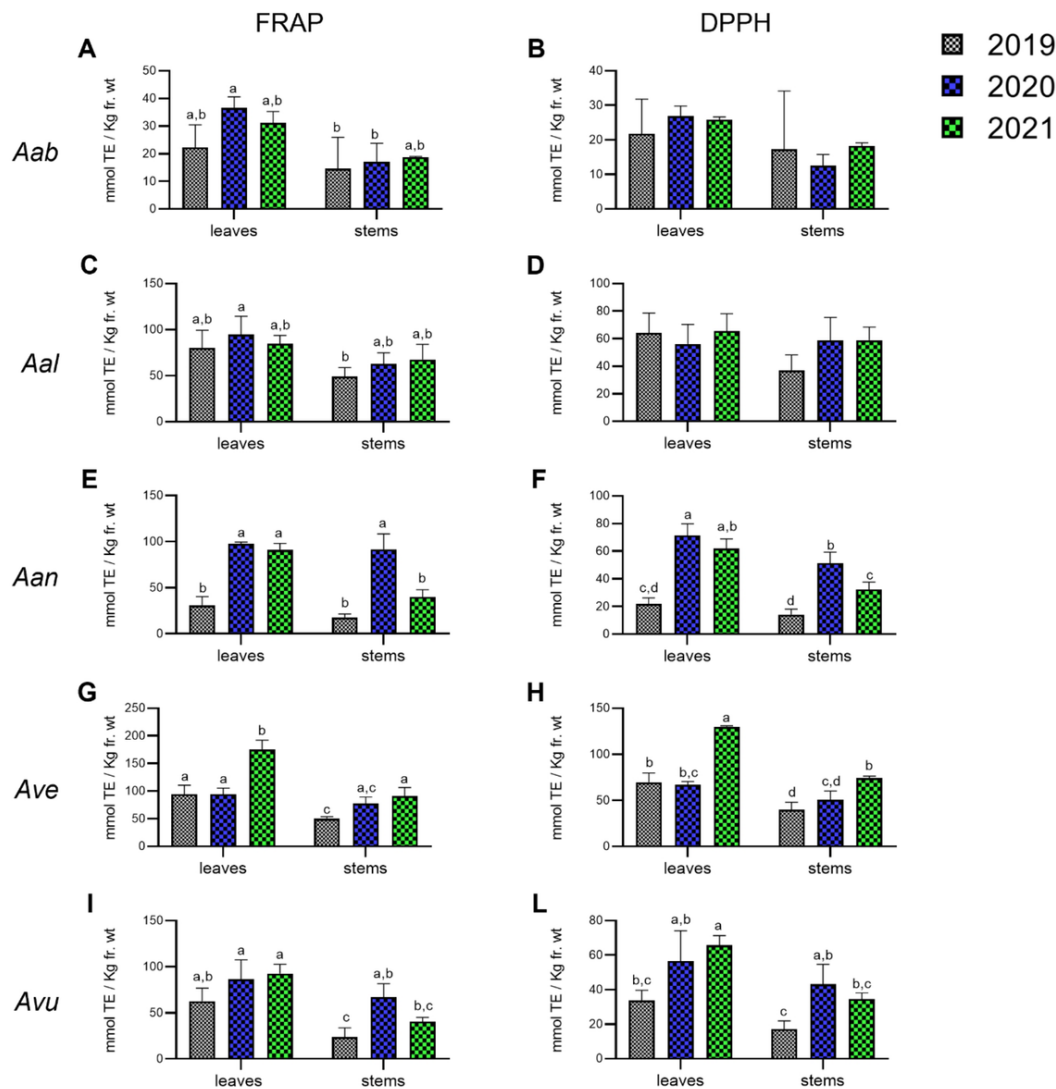 FRAP
DPPH
2019
2020
2021
Aab
A
mmol TE / Kg fr. wt
50
40
30
20
10
0
a,b
a
a,b
b
b
a,b
leaves
stems
B
mmol TE / Kg fr. wt
40
30
20
10
0
leaves
stems
Aal
C
mmol TE / Kg fr. wt
150
100
50
0
a,b
a
a,b
b
a,b
a,b
leaves
stems
D
mmol TE / Kg fr. wt
100
80
60
40
20
0
leaves
stems
Aan
E
mmol TE / Kg fr. wt
150
100
50
0
b
a
a
b
a
b
leaves
stems
F
mmol TE / Kg fr. wt
100
80
60
40
20
0
c,d
a
a,b
d
b
c
leaves
stems
Ave
G
mmol TE / Kg fr. wt
250
200
150
100
50
0
a
a
b
c
a,c
a
leaves
stems
H
mmol TE / Kg fr. wt
150
100
50
0
b
b,c
a
d
c,d
b
leaves
stems
Avu
I
mmol TE / Kg fr. wt
150
100
50
0
a,b
a
a
c
a,b
b,c
leaves
stems
L
mmol TE / Kg fr. wt
80
60
40
20
0
b,c
a,b
a
c
a,b
b,c
leaves
stems